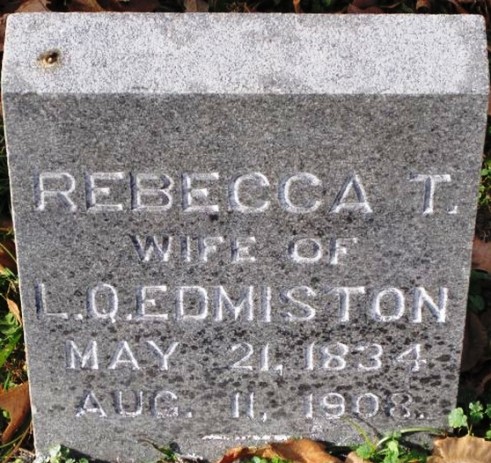 REBECCA T.
WIFE OF
L.Q.EDMISTON
MAY 21, 1834
AUG. 11, 1908.